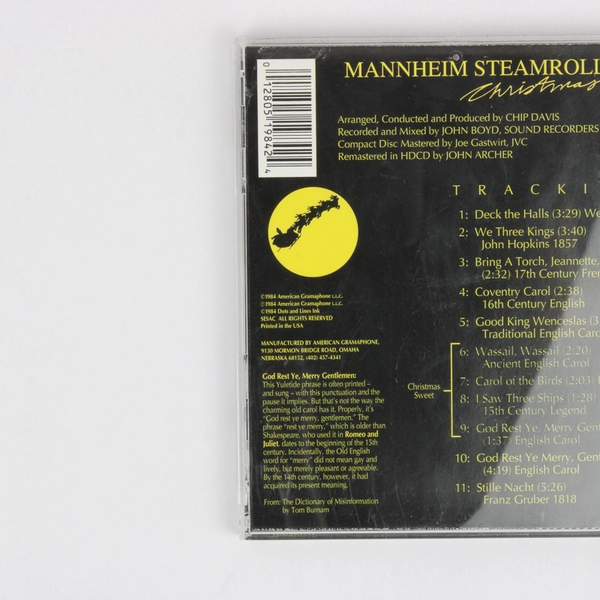 0 12805 19842 4
MANNHEIM STEAMROLL
Christmas
Arranged, Conducted and Produced by CHIP DAVIS
Recorded and Mixed by JOHN BOYD, SOUND RECORDERS
Compact Disc Mastered by Joe Gastwirt, JVC
Remastered in HDCD by JOHN ARCHER
TRACKI
1: Deck the Halls (3:29) We
2: We Three Kings (3:40)
John Hopkins 1857
3: Bring A Torch, Jeannette,
(2:32) 17th Century Fren
4: Coventry Carol (2:38)
16th Century English
5: Good King Wenceslas (3
Traditional English Caro
Christmas
Sweet
6: Wassail, Wassail (2:20)
Ancient English Carol
7: Carol of the Birds (2:03)
8: I Saw Three Ships (1:28)
15th Century Legend
9: God Rest Ye, Merry Gent
(1:37) English Carol
10: God Rest Ye Merry, Gent
(4:19) English Carol
11: Stille Nacht (5:26)
Franz Gruber 1818
©1984 American Gramaphone L.L.C.
℗1984 American Gramaphone L.L.C.
©1984 Dots and Lines Ink
SESAC ALL RIGHTS RESERVED
Printed in the USA
MANUFACTURED BY AMERICAN GRAMAPHONE,
9130 MORMON BRIDGE ROAD, OMAHA
NEBRASKA 68152, (402) 457-4341
God Rest Ye, Merry Gentlemen:
This Yuletide phrase is often printed –
and sung – with this punctuation and the
pause it implies. But that's not the way the
charming old carol has it. Properly, it's
"God rest ye merry, gentlemen." The
phrase "rest ye merry," which is older than
Shakespeare, who used it in Romeo and
Juliet, dates to the beginning of the 15th
century. Incidentally, the Old English
word for "merry" did not mean gay and
lively, but merely pleasant or agreeable.
By the 14th century, however, it had
acquired its present meaning.
From: The Dictionary of Misinformation
by Tom Burnam